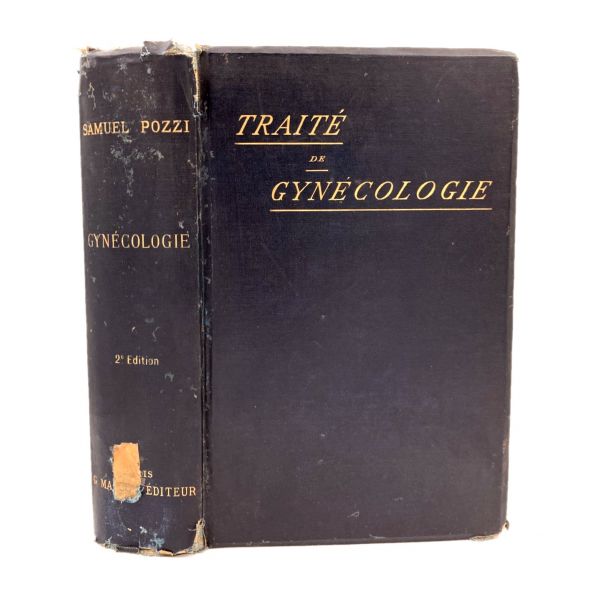 SAMUEL POZZI
GYNÉCOLOGIE
2e Edition
G ÉDITEUR
TRAITÉ
DE
GYNÉCOLOGIE